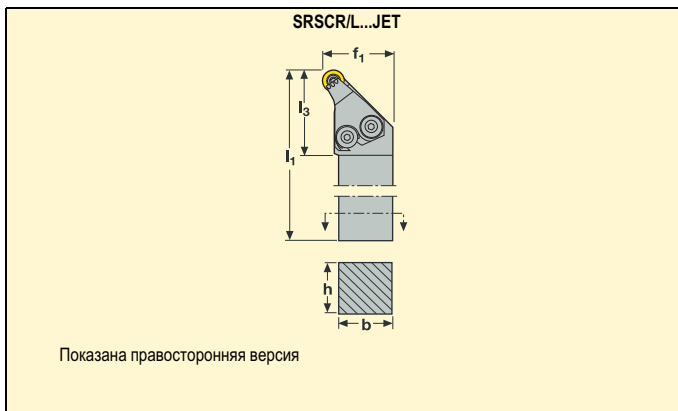 SRSCR/L...JET
f1
l3
l1
h
b
Показана правосторонняя версия